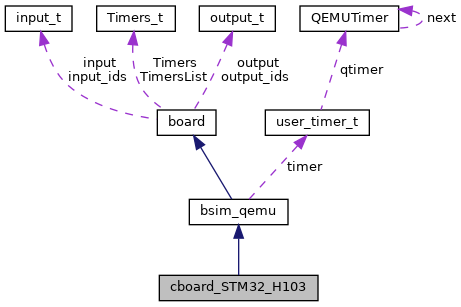 input_t
Timers_t
output_t
QEMUTimer
next
input
input_ids
Timers
TimersList
output
output_ids
qtimer
board
user_timer_t
timer
bsim_qemu
cboard_STM32_H103